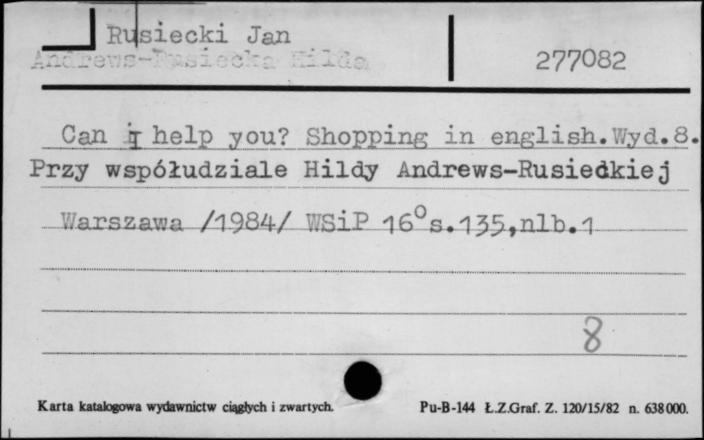 Rusiecki Jan
Andrews-Rusiecka Hilda
277082
Can I help you? Shopping in english.Wyd.8.
Przy współudziale Hildy Andrews-Rusieckiej
Warszawa /1984/ WSiP 16°s.135,nlb.1
8
Karta katalogowa wydawnictw ciągłych i zwartych.
Pu-B-144 Ł.Z.Graf. Z. 120/15/82 n. 638000.